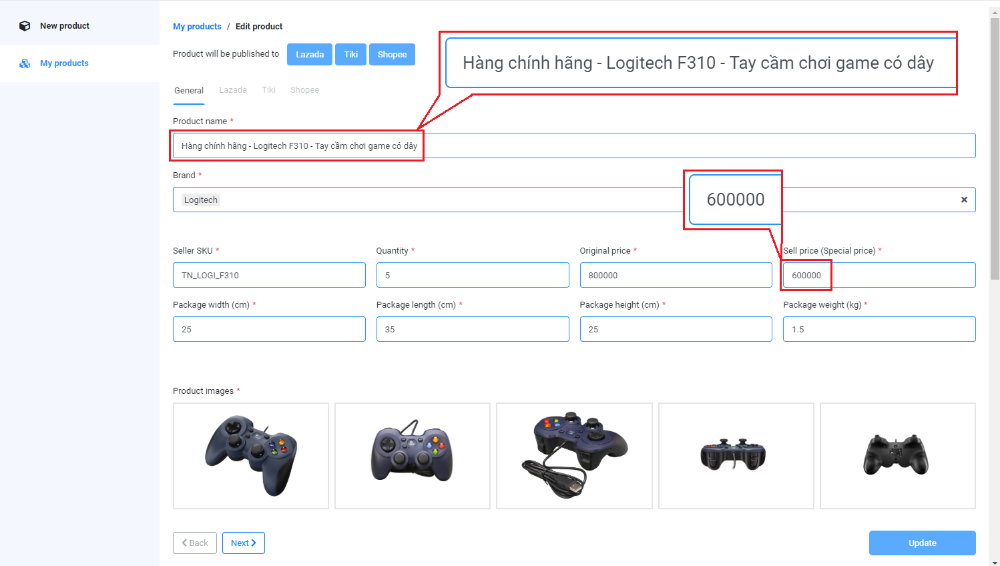 New product
My products
My products / Edit product
Product will be published to Lazada Tiki Shopee
Hàng chính hãng - Logitech F310 - Tay cầm chơi game có dây
General Lazada Tiki Shopee
Product name *
Hàng chính hãng - Logitech F310 - Tay cầm chơi game có dây
Brand *
Logitech
600000
Seller SKU * Quantity * Original price * Sell price (Special price) *
TN_LOGI_F310 5 800000 600000
Package width (cm) * Package length (cm) * Package height (cm) * Package weight (kg) *
25 35 25 1.5
Product images *
Back Next Update